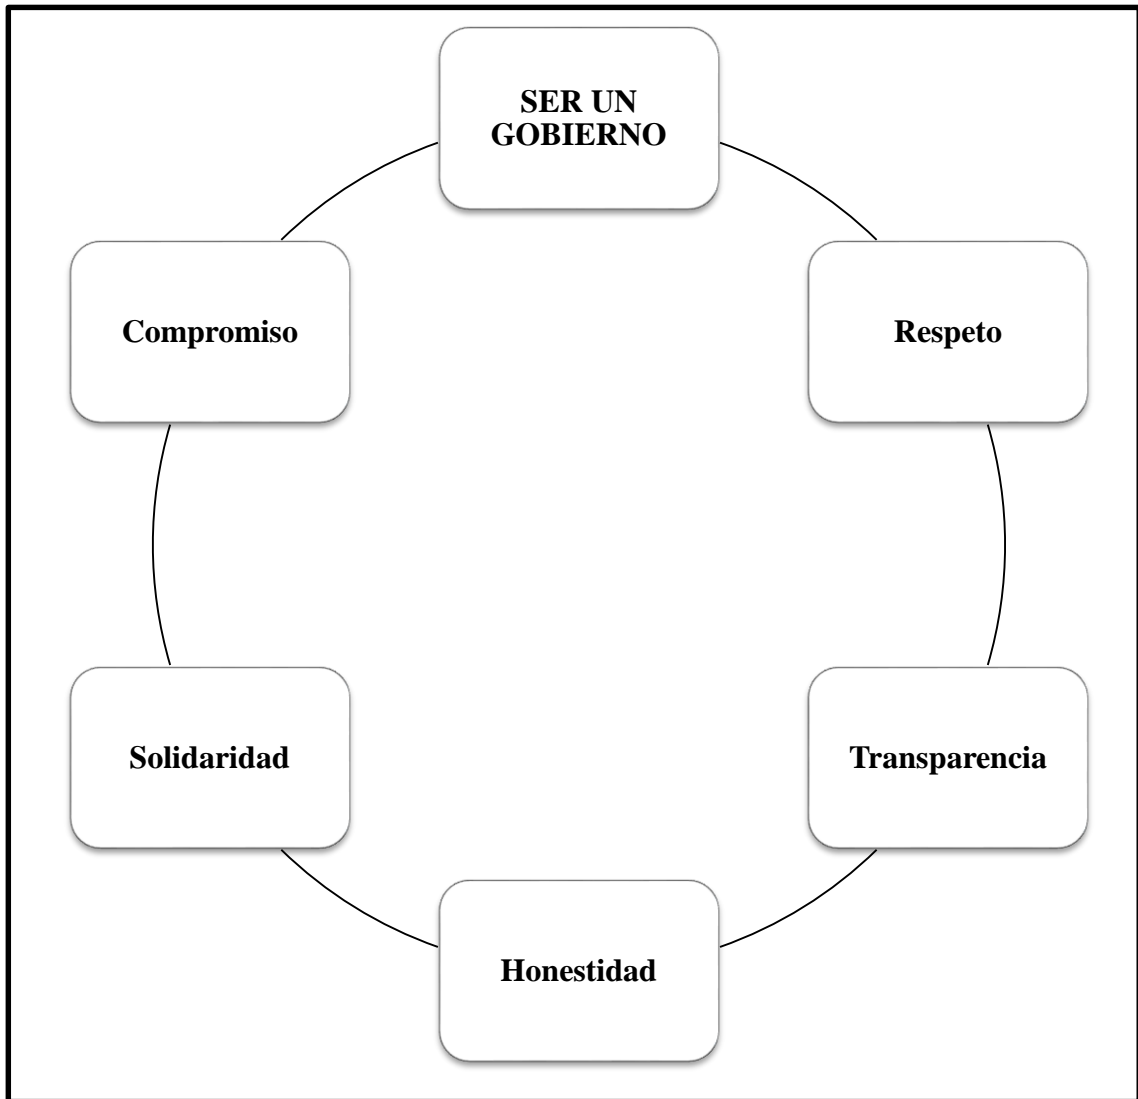 SER UN
GOBIERNO
Compromiso
Respeto
Solidaridad
Transparencia
Honestidad